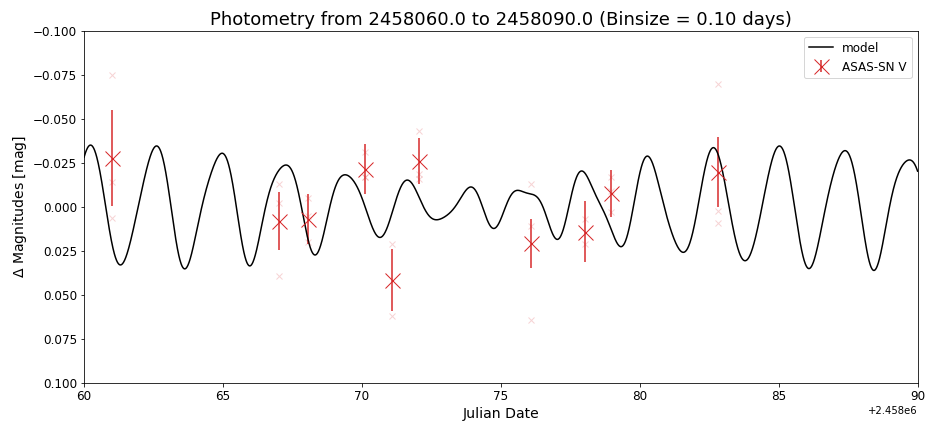 Photometry from 2458060.0 to 2458090.0 (Binsize = 0.10 days)
−0.100
−0.075
−0.050
−0.025
0.000
0.025
0.050
0.075
0.100
Δ Magnitudes [mag]
model
ASAS-SN V
60 65 70 75 80 85 90
+2.458e6
Julian Date